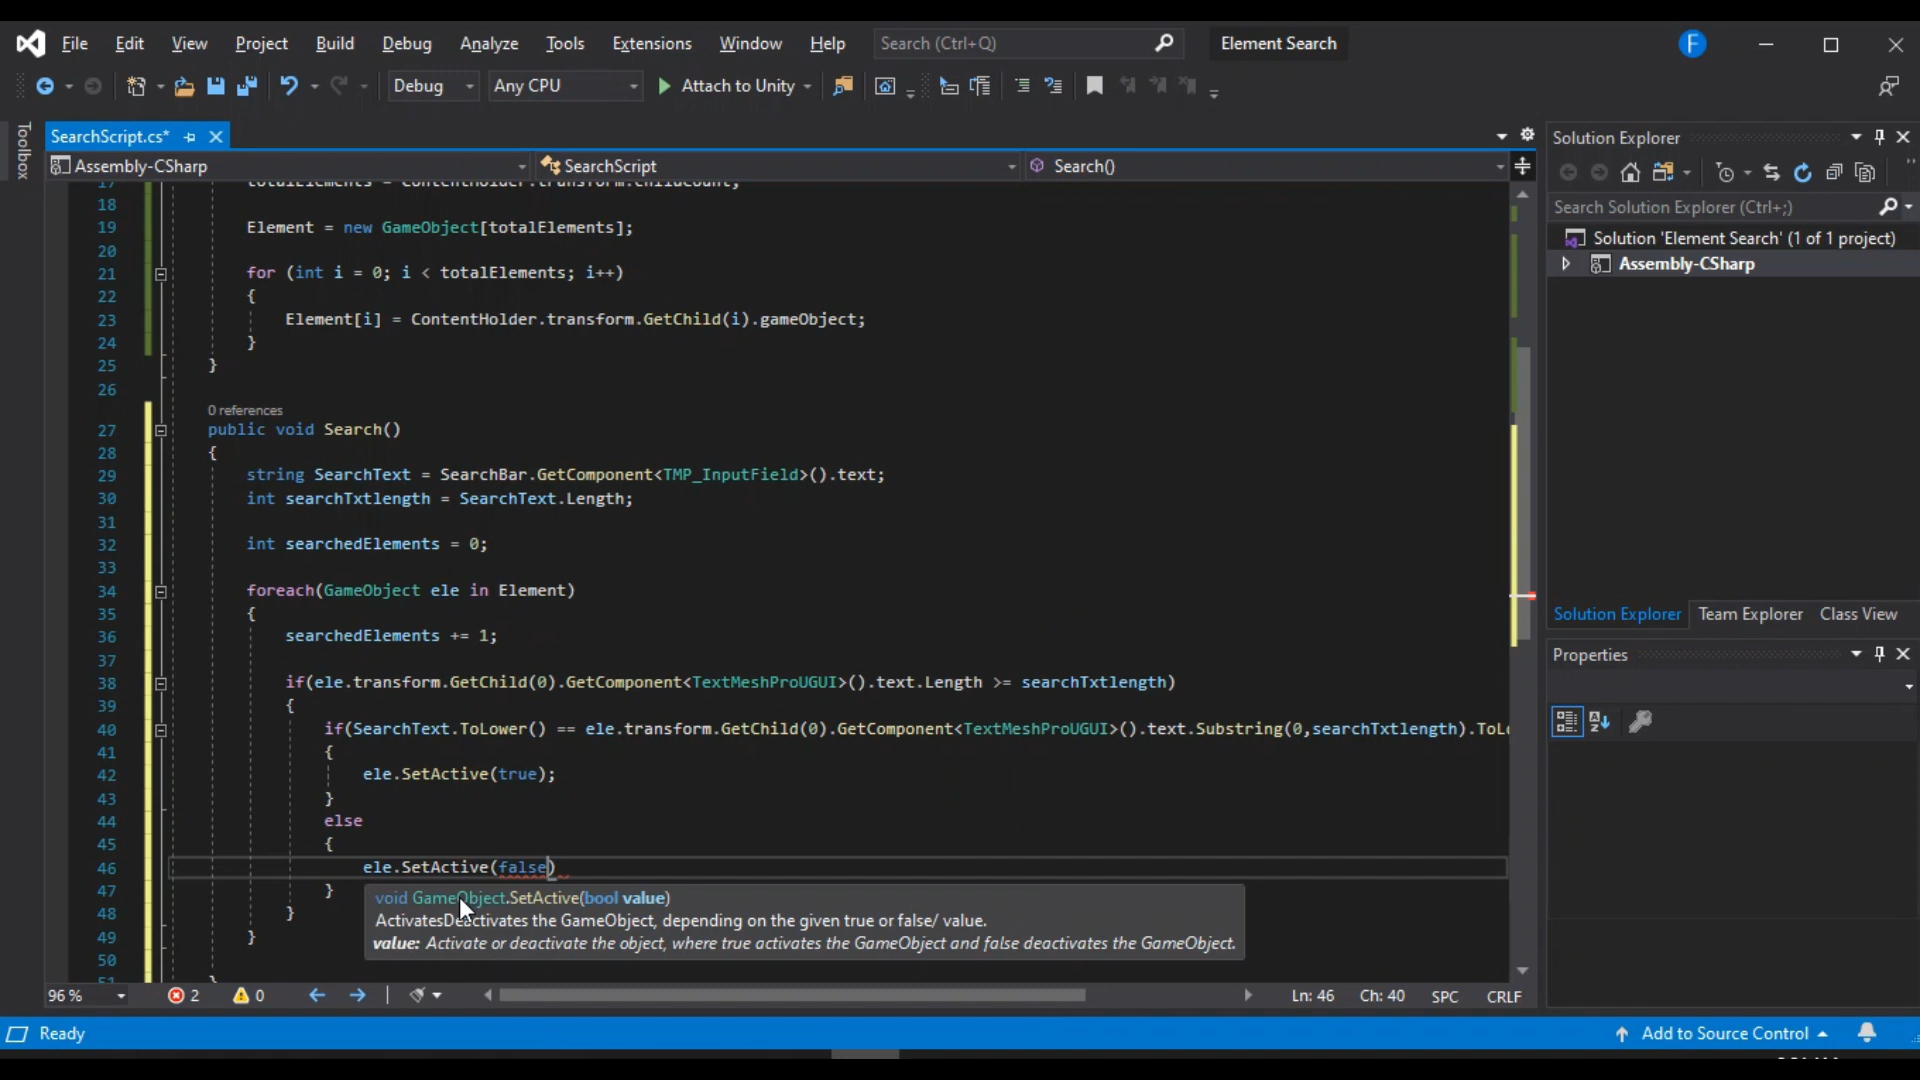 File Edit View Project Build Debug Analyze Tools Extensions Window Help Search (Ctrl+Q) Element Search F
Debug Any CPU Attach to Unity
Toolbox
SearchScript.cs*
Assembly-CSharp SearchScript Search()
17 totalElements = ContentHolder.transform.childCount;
18
19 Element = new GameObject[totalElements];
20
21 for (int i = 0; i < totalElements; i++)
22 {
23 Element[i] = ContentHolder.transform.GetChild(i).gameObject;
24 }
25 }
26
0 references
27 public void Search()
28 {
29 string SearchText = SearchBar.GetComponent<TMP_InputField>().text;
30 int searchTxtlength = SearchText.Length;
31
32 int searchedElements = 0;
33
34 foreach(GameObject ele in Element)
35 {
36 searchedElements += 1;
37
38 if(ele.transform.GetChild(0).GetComponent<TextMeshProUGUI>().text.Length >= searchTxtlength)
39 {
40 if(SearchText.ToLower() == ele.transform.GetChild(0).GetComponent<TextMeshProUGUI>().text.Substring(0,searchTxtlength).ToLo
41 {
42 ele.SetActive(true);
43 }
44 else
45 {
46 ele.SetActive(false)
47 }
48 }
49 }
50
51 }
void GameObject.SetActive(bool value)
ActivatesDeactivates the GameObject, depending on the given true or false/ value.
value: Activate or deactivate the object, where true activates the GameObject and false deactivates the GameObject.
96 % 2 0 Ln: 46 Ch: 40 SPC CRLF
Ready Add to Source Control
Solution Explorer
Search Solution Explorer (Ctrl+;)
Solution 'Element Search' (1 of 1 project)
Assembly-CSharp
Solution Explorer Team Explorer Class View
Properties